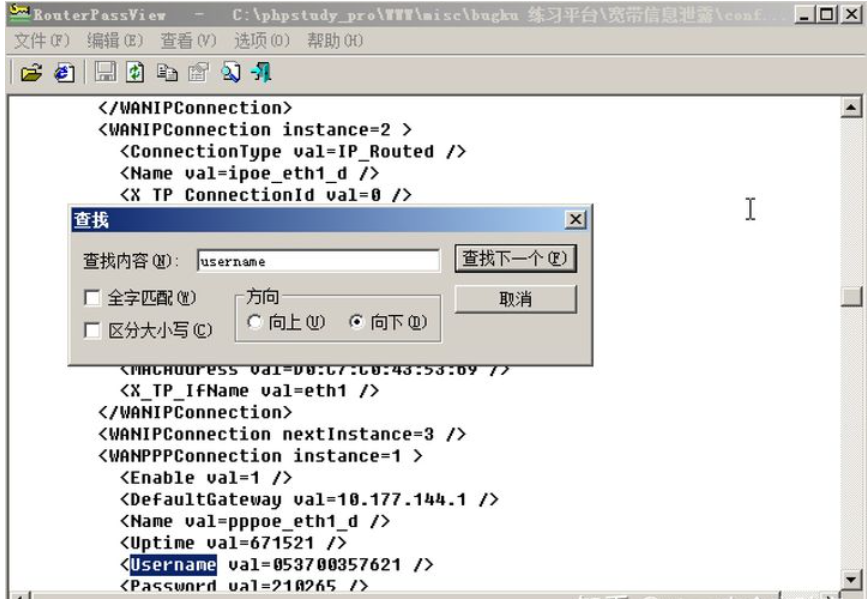 RouterPassView - C:\phpstudy_pro\WWW\misc\bugku 练习平台\宽带信息泄露\conf...
文件(F) 编辑(E) 查看(V) 选项(O) 帮助(H)
</WANIPConnection>
<WANIPConnection instance=2 >
<ConnectionType val=IP_Routed />
<Name val=ipoe_eth1_d />
<X_TP_ConnectionId val=0 />
查找
查找内容(N): username
查找下一个(F)
全字匹配(W)
方向
取消
区分大小写(C)
向上(U) 向下(D)
<MACAddress val=D0:C7:C0:43:53:69 />
<X_TP_IfName val=eth1 />
</WANIPConnection>
<WANIPConnection nextInstance=3 />
<WANPPPConnection instance=1 >
<Enable val=1 />
<DefaultGateway val=10.177.144.1 />
<Name val=pppoe_eth1_d />
<Uptime val=671521 />
<Username val=053700357621 />
<Password val=210265 />